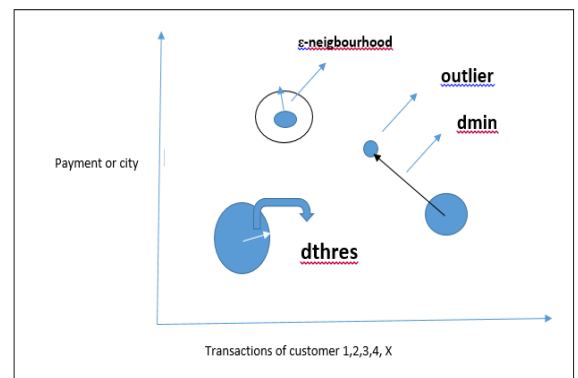 ε-neigbourhood
outlier
dmin
Payment or city
dthres
Transactions of customer 1,2,3,4, X